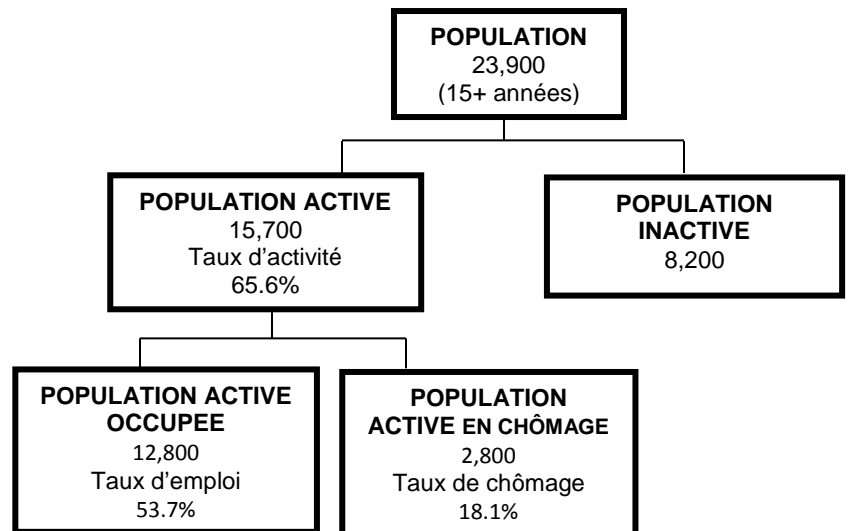 POPULATION
23,900
(15+ années)
POPULATION ACTIVE
15,700
Taux d’activité
65.6%
POPULATION
INACTIVE
8,200
POPULATION ACTIVE
OCCUPEE
12,800
Taux d’emploi
53.7%
POPULATION
ACTIVE EN CHÔMAGE
2,800
Taux de chômage
18.1%